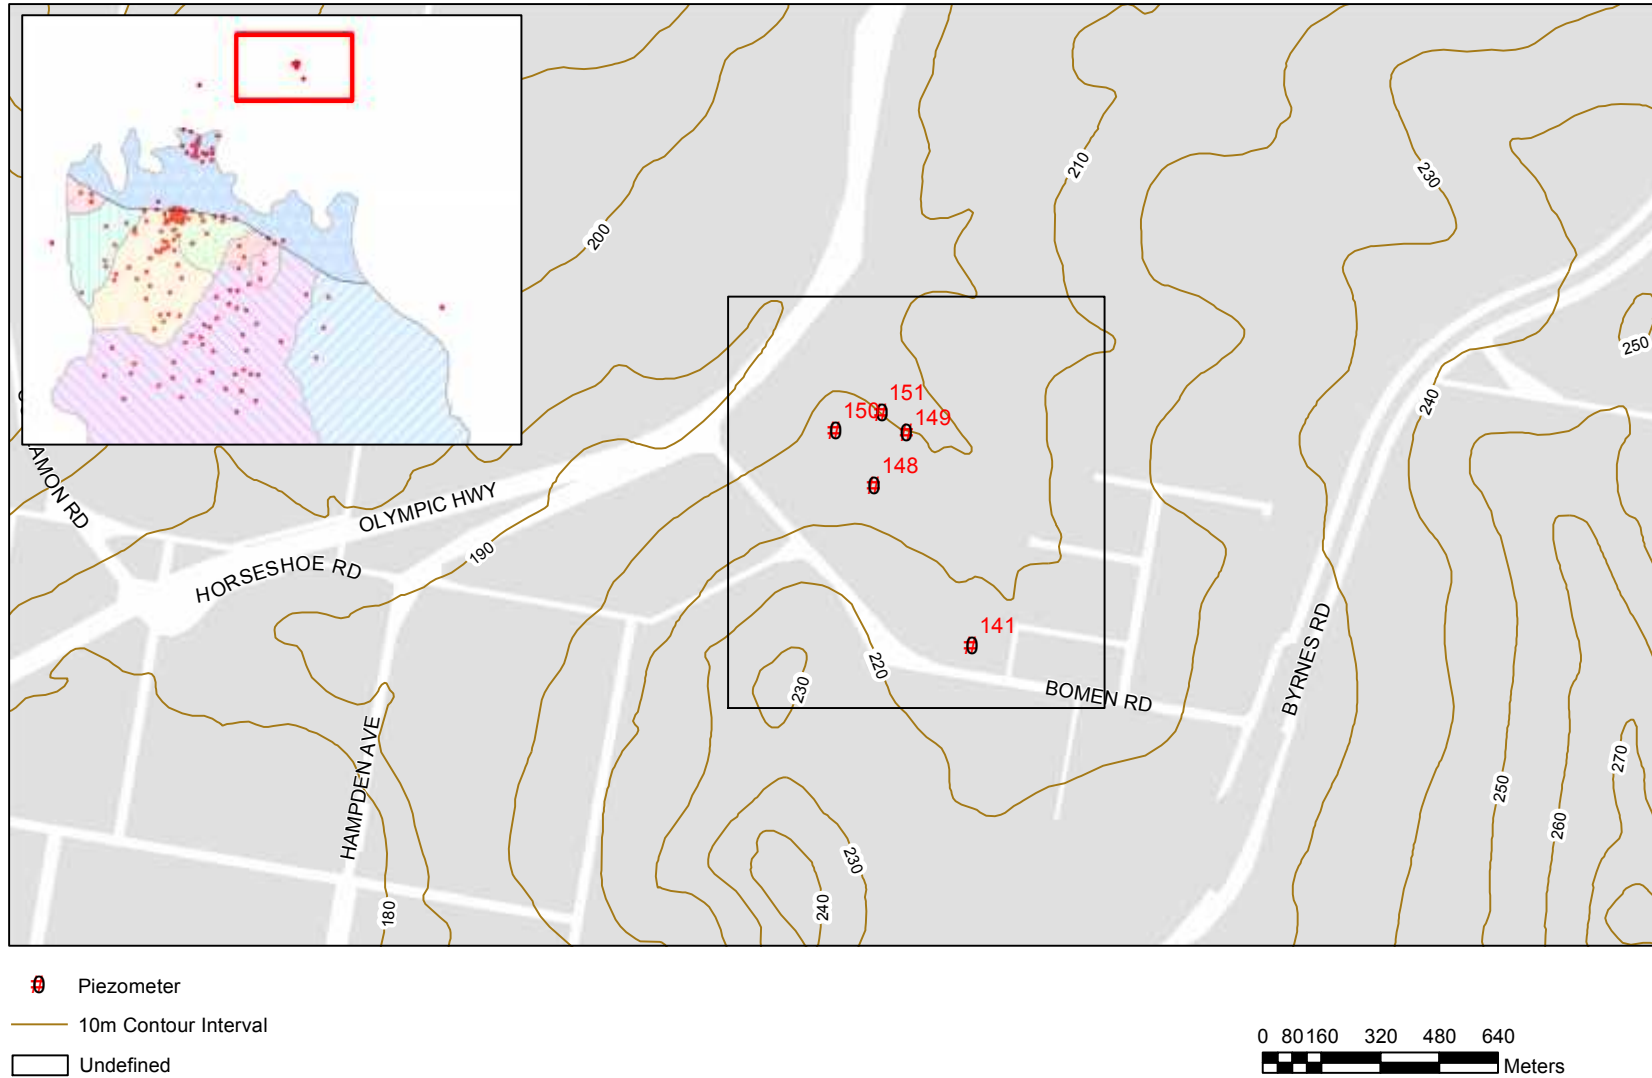 210
230
200
250
151
150
149
240
148
OLYMPIC HWY
AMON RD
190
HORSESHOE RD
141
220
BYRNES RD
230
BOMEN RD
HAMPDEN AVE
270
250
260
230
240
180
Piezometer
10m Contour Interval
Undefined
0 80 160 320 480 640
Meters